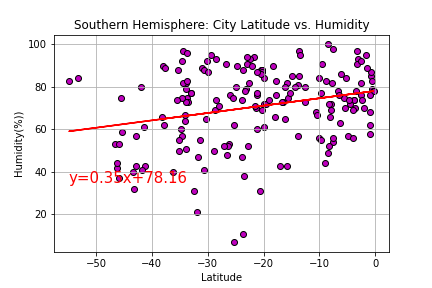 Southern Hemisphere: City Latitude vs. Humidity
Humidity(%))
100
80
60
40
20
y=0.35x+78.16
−50 −40 −30 −20 −10 0
Latitude